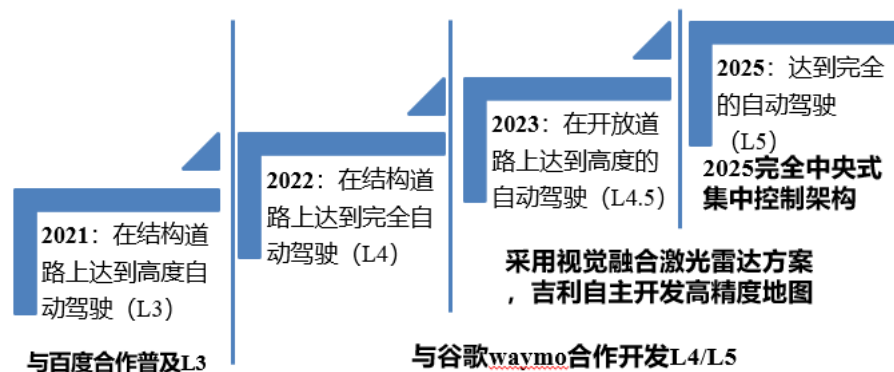 2021：在结构道
路上达到高度自
动驾驶（L3）
与百度合作普及L3
2022：在结构道
路上达到完全自
动驾驶（L4）
2023：在开放道
路上达到高度的
自动驾驶（L4.5）
2025：达到完全
的自动驾驶
（L5）
2025完全中央式
集中控制架构
采用视觉融合激光雷达方案
，吉利自主开发高精度地图
与谷歌waymo合作开发L4/L5